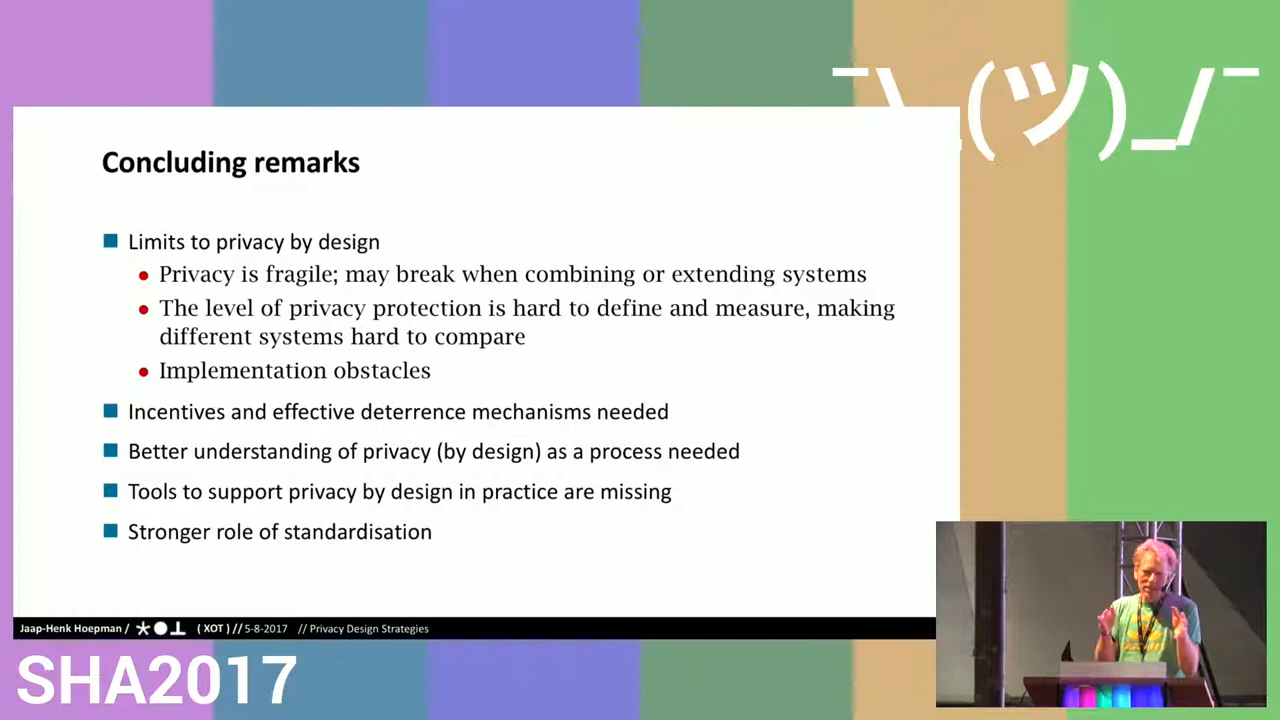 ¯\_(ツ)_/¯
Concluding remarks
Limits to privacy by design
Privacy is fragile; may break when combining or extending systems
The level of privacy protection is hard to define and measure, making
different systems hard to compare
Implementation obstacles
Incentives and effective deterrence mechanisms needed
Better understanding of privacy (by design) as a process needed
Tools to support privacy by design in practice are missing
Stronger role of standardisation
Jaap-Henk Hoepman / ( XOT ) // 5-8-2017 // Privacy Design Strategies
SHA2017